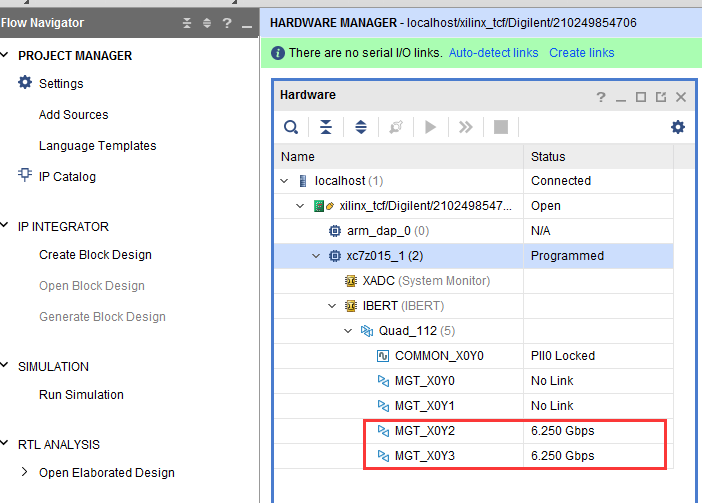 Flow Navigator
PROJECT MANAGER
Settings
Add Sources
Language Templates
IP Catalog
IP INTEGRATOR
Create Block Design
Open Block Design
Generate Block Design
SIMULATION
Run Simulation
RTL ANALYSIS
Open Elaborated Design
HARDWARE MANAGER - localhost/xilinx_tcf/Digilent/210249854706
There are no serial I/O links. Auto-detect links Create links
Hardware
Name Status
localhost (1) Connected
xilinx_tcf/Digilent/2102498547... Open
arm_dap_0 (0) N/A
xc7z015_1 (2) Programmed
XADC (System Monitor)
IBERT (IBERT)
Quad_112 (5)
COMMON_X0Y0 Pll0 Locked
MGT_X0Y0 No Link
MGT_X0Y1 No Link
MGT_X0Y2 6.250 Gbps
MGT_X0Y3 6.250 Gbps